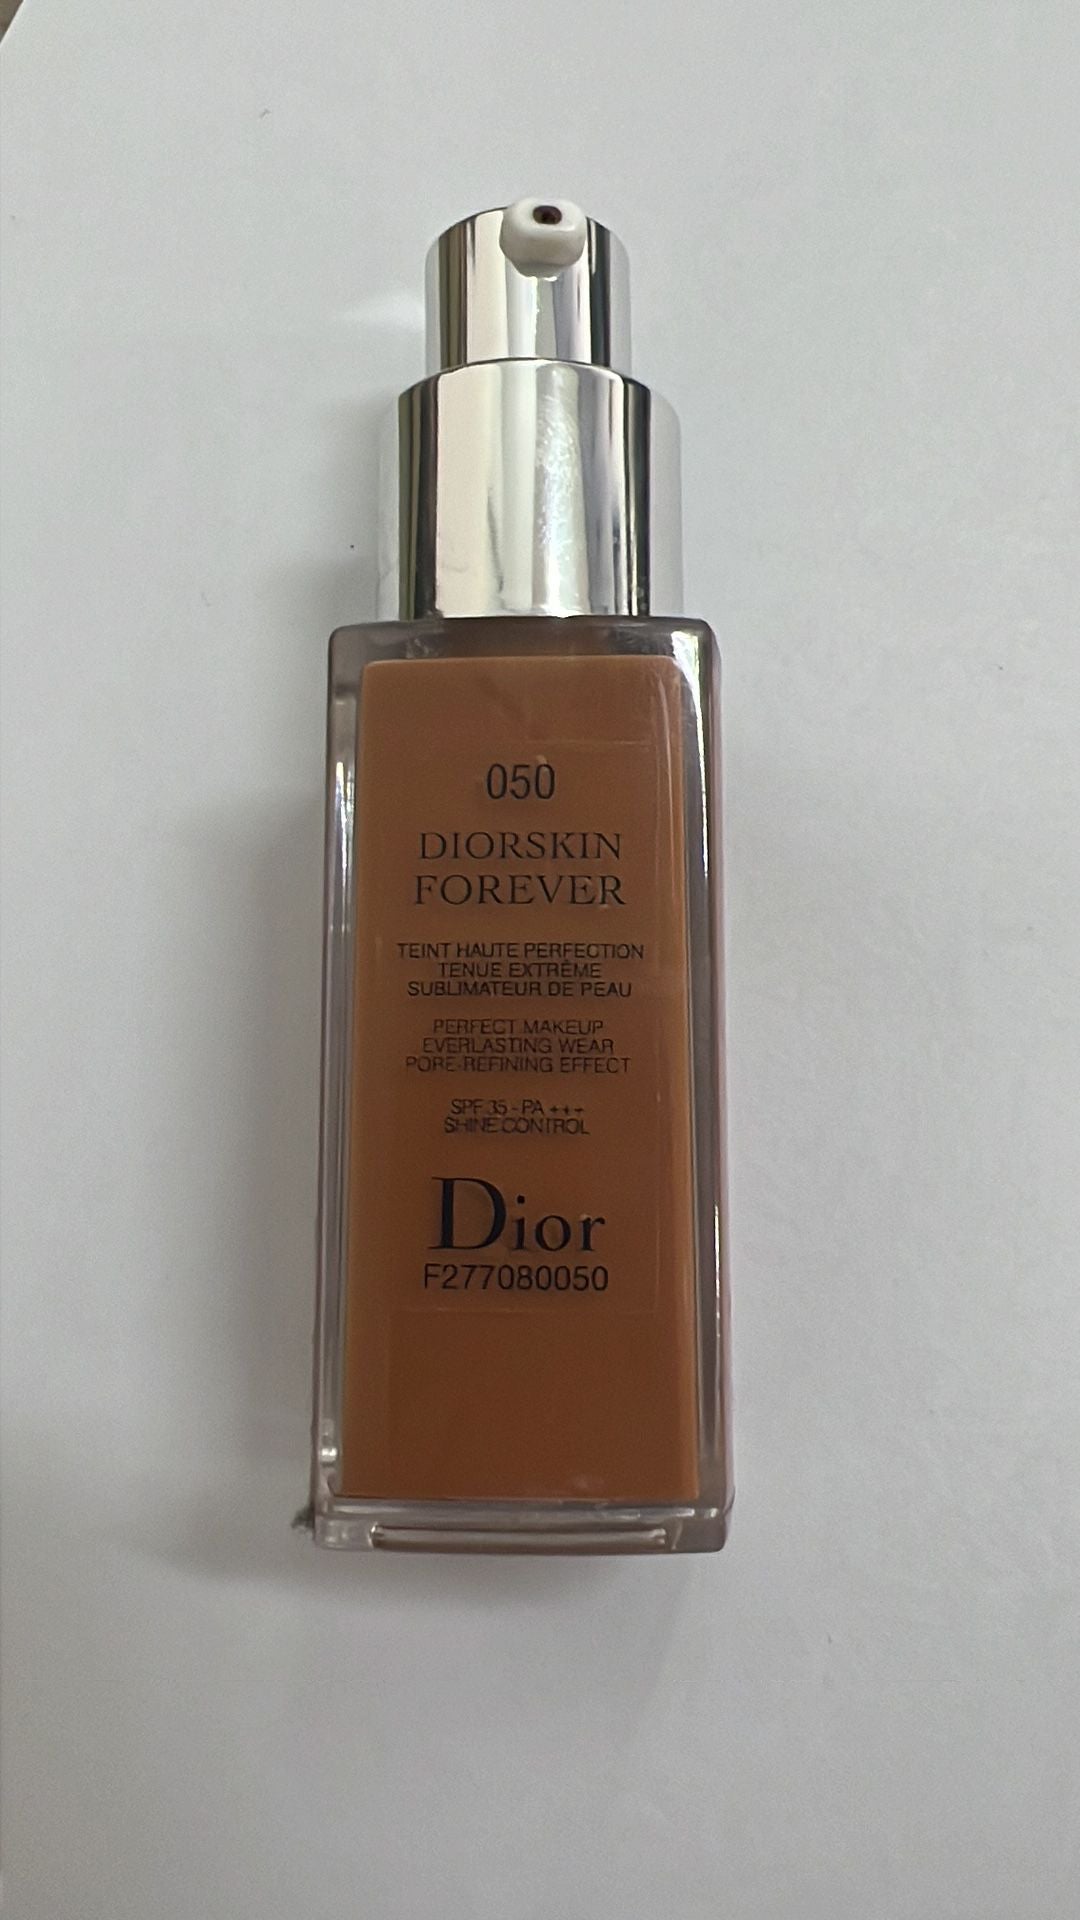 050
DIORSKIN
FOREVER
TEINT HAUTE PERFECTION
TENUE EXTRÊME
SUBLIMATEUR DE PEAU
PERFECT MAKEUP
EVERLASTING WEAR
PORE-REFINING EFFECT
SPF 35 - PA +++
SHINE CONTROL
Dior
F277080050